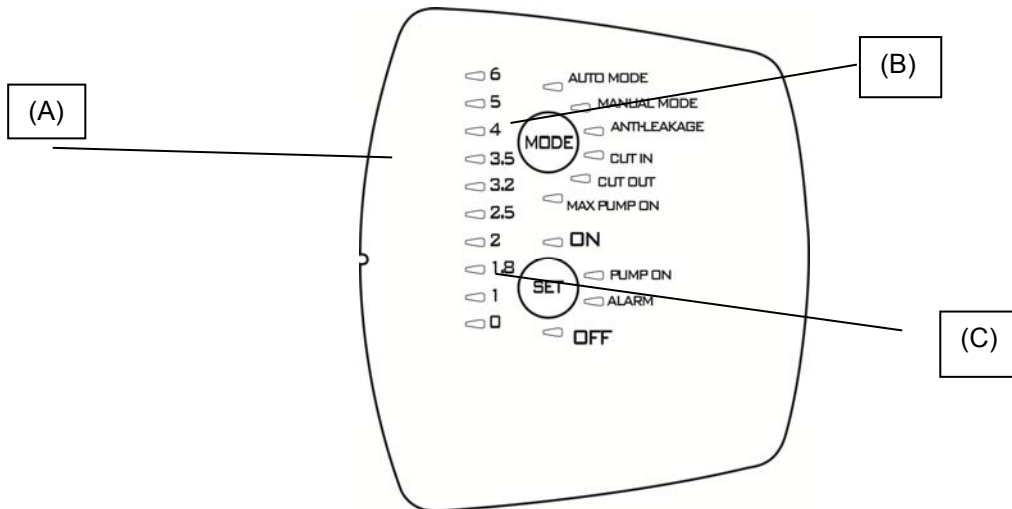 (A)
(B)
(C)
6
5
4
3.5
3.2
2.5
2
1.8
1
0
AUTO MODE
MANUAL MODE
ANTI-LEAKAGE
MODE
CUT IN
CUT OUT
MAX PUMP ON
ON
PUMP ON
SET
ALARM
OFF